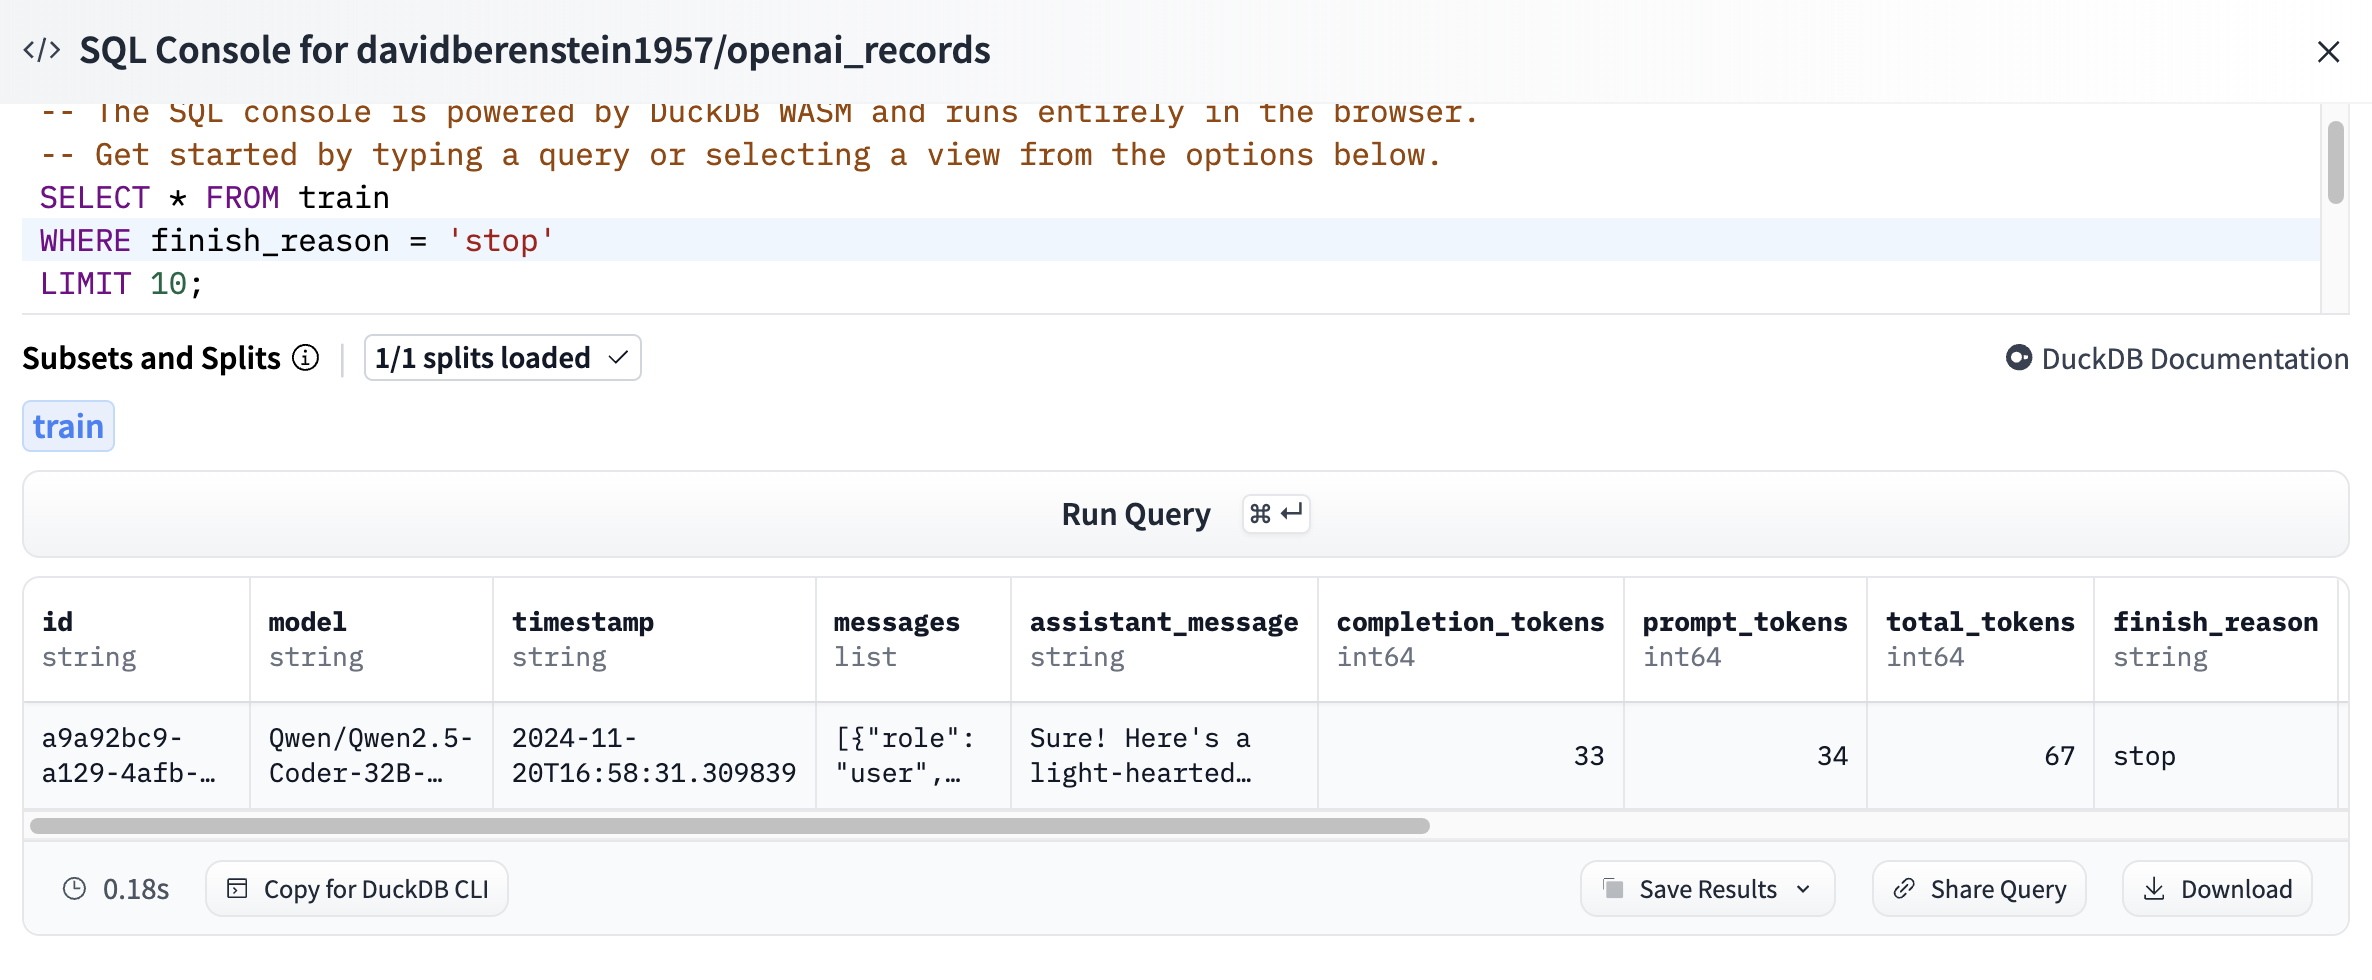 </> SQL Console for davidberenstein1957/openai_records
-- The SQL console is powered by DuckDB WASM and runs entirely in the browser.
-- Get started by typing a query or selecting a view from the options below.
SELECT * FROM train
WHERE finish_reason = 'stop'
LIMIT 10;
Subsets and Splits 1/1 splits loaded DuckDB Documentation
train
Run Query ⌘ ↵
id model timestamp messages assistant_message completion_tokens prompt_tokens total_tokens finish_reason
string string string list string int64 int64 int64 string
a9a92bc9- Qwen/Qwen2.5- 2024-11- [{"role": Sure! Here's a 33 34 67 stop
a129-4afb-… Coder-32B-… 20T16:58:31.309839 "user",… light-hearted…
0.18s Copy for DuckDB CLI Save Results Share Query Download